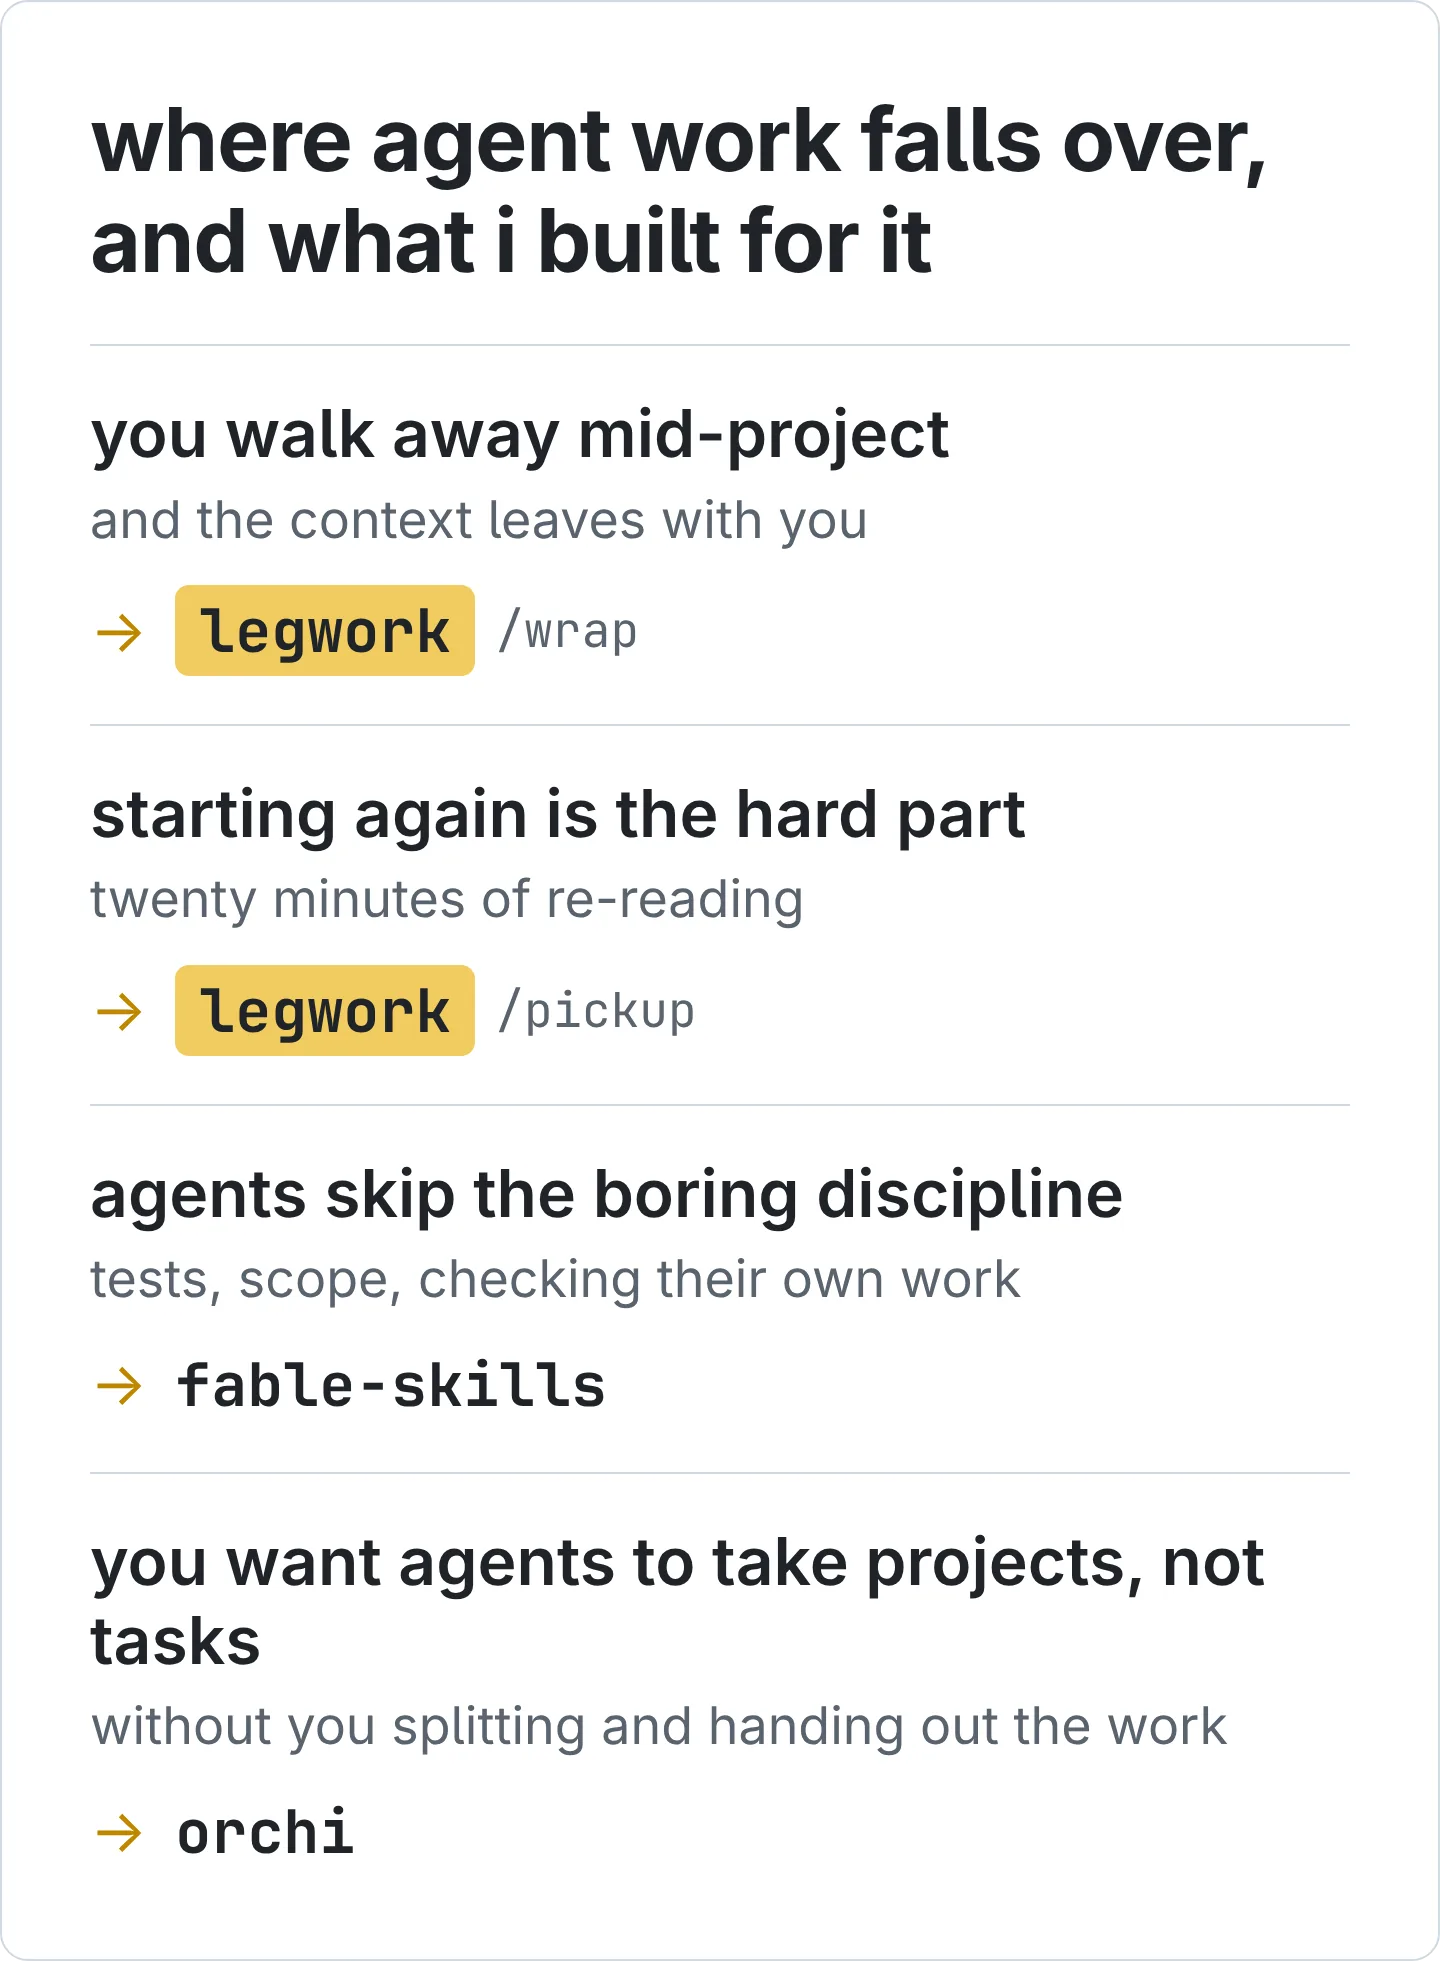 where agent work falls over,
and what i built for it
you walk away mid-project
and the context leaves with you
→ legwork /wrap
starting again is the hard part
twenty minutes of re-reading
→ legwork /pickup
agents skip the boring discipline
tests, scope, checking their own work
→ fable-skills
you want agents to take projects, not
tasks
without you splitting and handing out the work
→ orchi